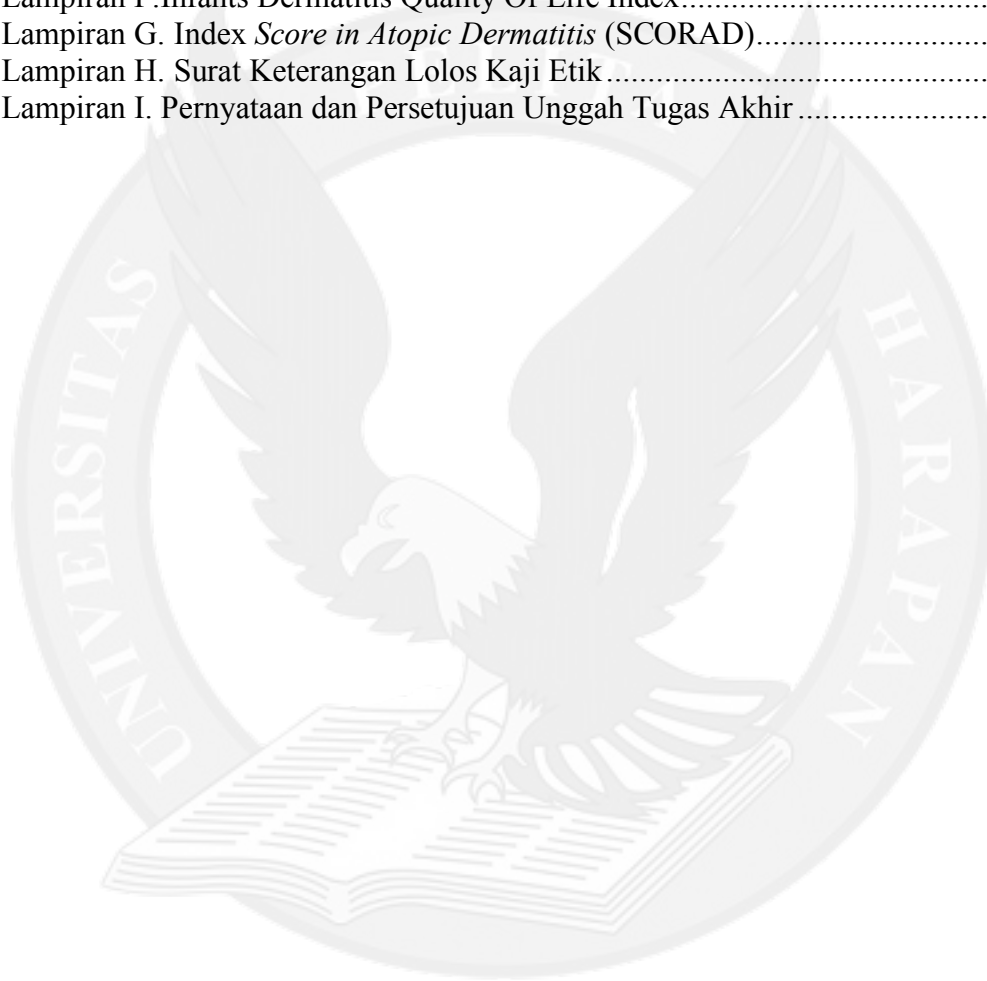 Lampiran F .Infants Dermatitis Quality Of Life Index.......................................
Lampiran G. Index Score in Atopic Dermatitis (SCORAD).............................
Lampiran H. Surat Keterangan Lolos Kaji Etik.................................................
Lampiran I. Pernyataan dan Persetujuan Unggah Tugas Akhir........................
UNIVERSITAS
HARAPAN